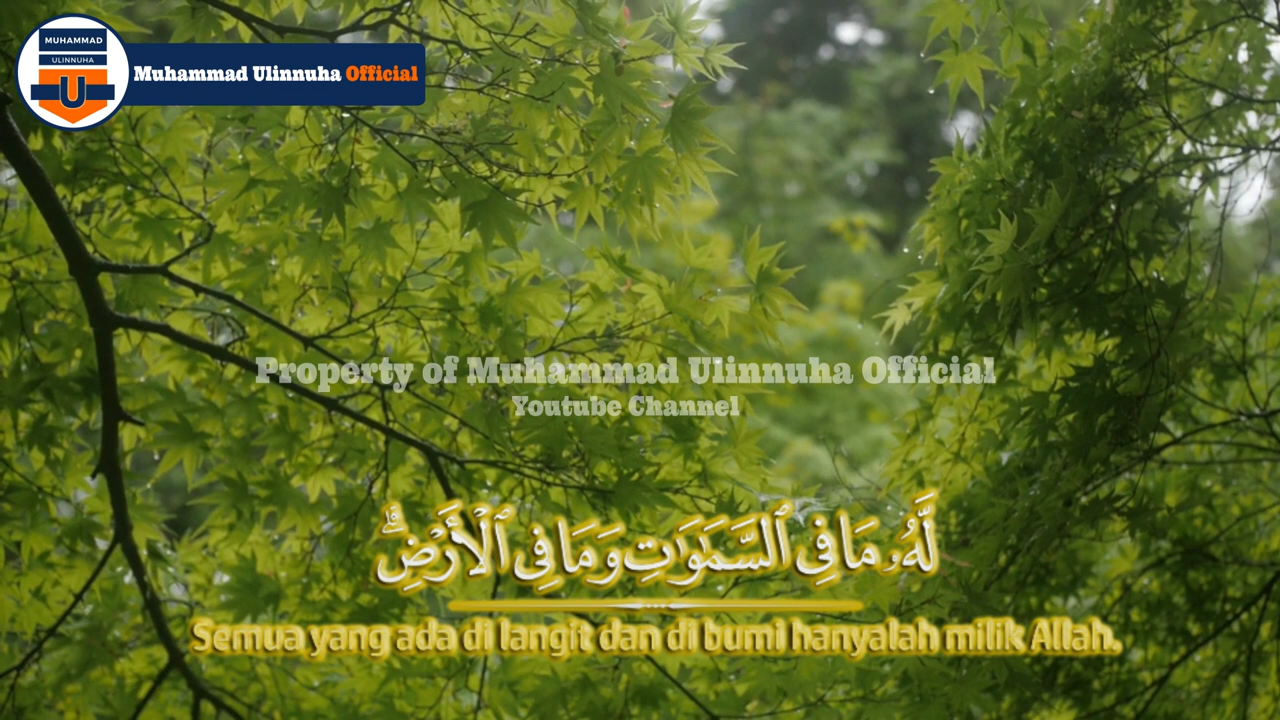 MUHAMMAD
ULINNUHA
U
Muhammad Ulinnuha Official
Property of Muhammad Ulinnuha Official
Youtube Channel
لَّهُۥ مَا فِي ٱلسَّمَٰوَٰتِ وَمَا فِي ٱلۡأَرۡضِۗ
Semua yang ada di langit dan di bumi hanyalah milik Allah.